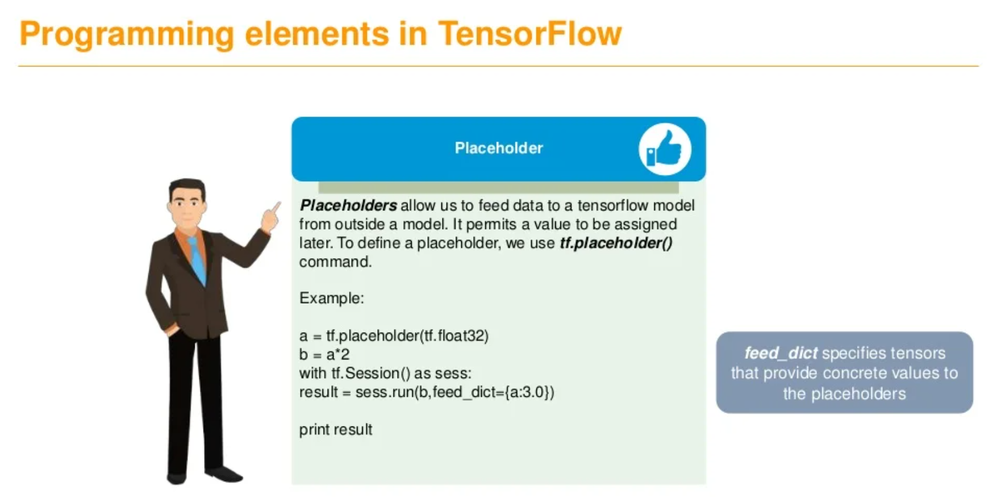 Programming elements in TensorFlow
Placeholder
Placeholders allow us to feed data to a tensorflow model
from outside a model. It permits a value to be assigned
later. To define a placeholder, we use tf.placeholder()
command.
Example:
a = tf.placeholder(tf.float32)
b = a*2
with tf.Session() as sess:
result = sess.run(b,feed_dict={a:3.0})
print result
feed_dict specifies tensors
that provide concrete values to
the placeholders